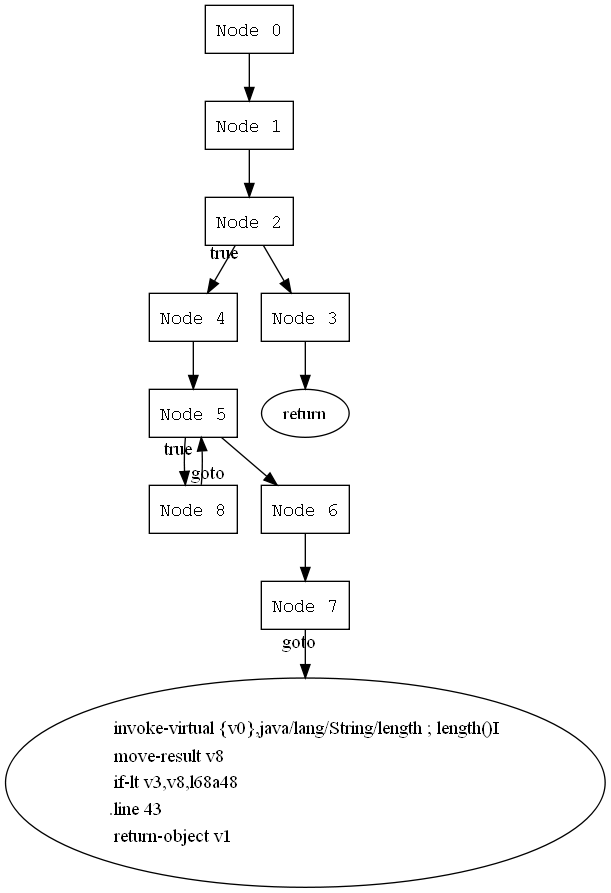 Node 0
Node 1
Node 2
true
Node 4
Node 3
Node 5
return
true
goto
Node 8
Node 6
Node 7
goto
invoke-virtual {v0},java/lang/String/length ; length()I
move-result v8
if-lt v3,v8,l68a48
.line 43
return-object v1